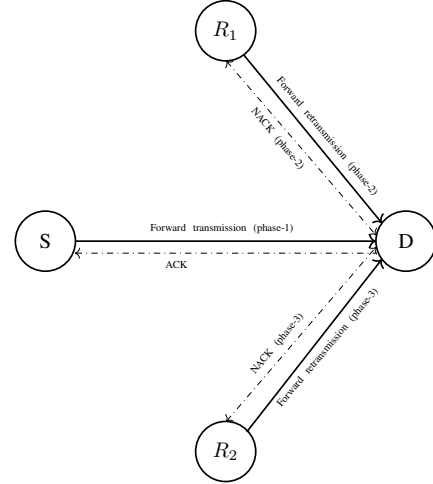 R1
Forward retransmission (phase-2)
NACK (phase-2)
S
Forward transmission (phase-1)
D
ACK
NACK (phase-3)
Forward retransmission (phase-3)
R2